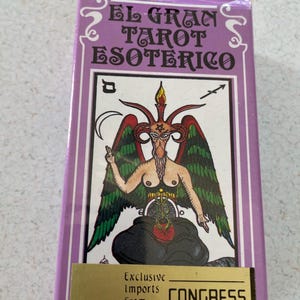 EL GRAN
TAROT
ESOTERICO
Exclusive
Imports
CONGRESS